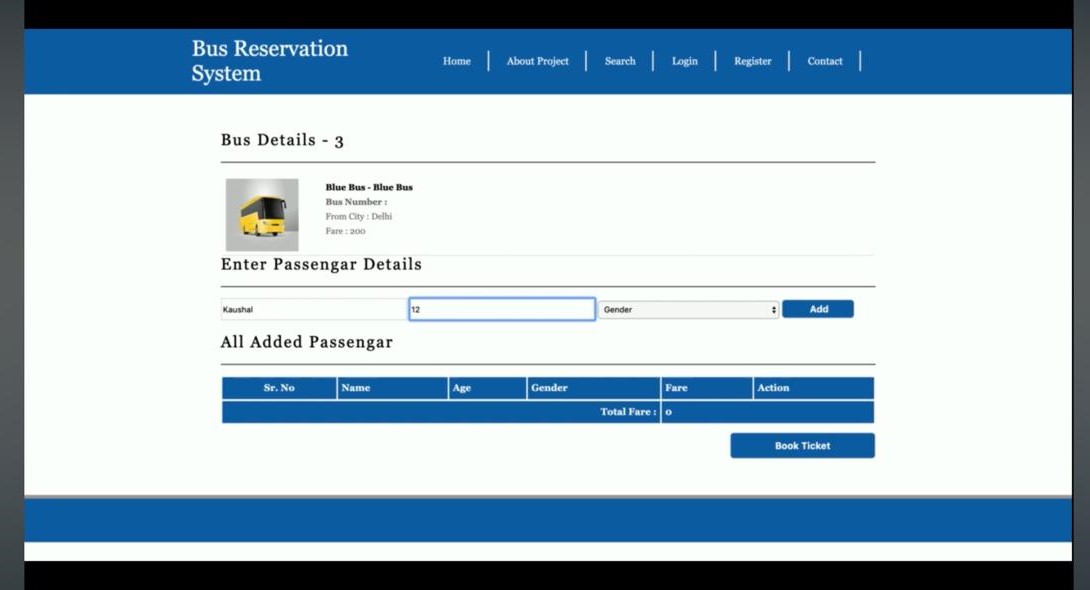 Bus Reservation
System
Home
About Project
Search
Login
Register
Contact
Bus Details - 3
Blue Bus - Blue Bus
Bus Number :
From City : Delhi
Fare : 200
Enter Passengar Details
Kaushal
12
Gender
Add
All Added Passengar
Sr. No Name Age Gender Fare Action
Total Fare : 0
Book Ticket